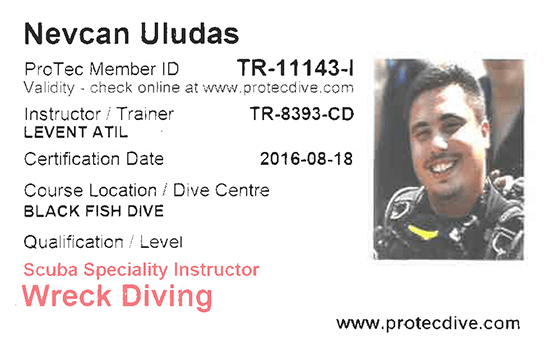 Nevcan Uludas
ProTec Member ID TR-11143-I
Validity - check online at www.protecdive.com
Instructor / Trainer TR-8393-CD
LEVENT ATIL
Certification Date 2016-08-18
Course Location / Dive Centre
BLACK FISH DIVE
Qualification / Level
Scuba Speciality Instructor
Wreck Diving
www.protecdive.com